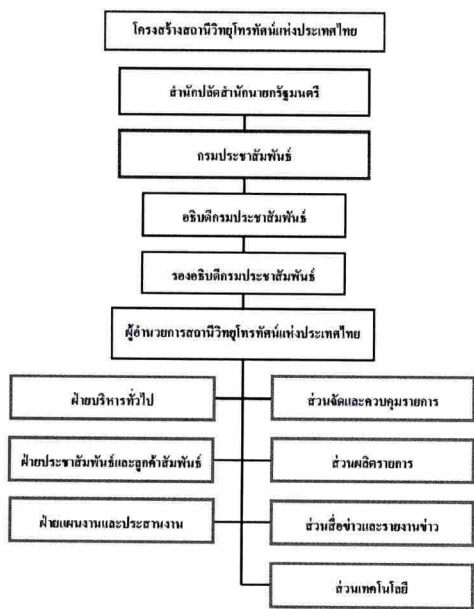 โครงสร้างสถานีวิทยุโทรทัศน์แห่งประเทศไทย
สำนักปลัดสำนักนายกรัฐมนตรี
กรมประชาสัมพันธ์
อธิบดีกรมประชาสัมพันธ์
รองอธิบดีกรมประชาสัมพันธ์
ผู้อำนวยการสถานีวิทยุโทรทัศน์แห่งประเทศไทย
ฝ่ายบริหารทั่วไป
ส่วนจัดและควบคุมรายการ
ฝ่ายประชาสัมพันธ์และลูกค้าสัมพันธ์
ส่วนผลิตรายการ
ฝ่ายแผนงานและประสานงาน
ส่วนสื่อข่าวและรายงานข่าว
ส่วนเทคโนโลยี